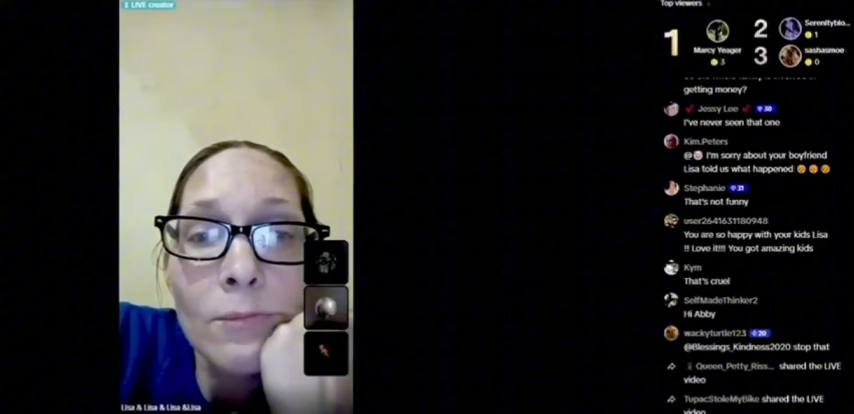 LIVE creator
Lisa & Lisa & Lisa &Lisa
Top viewers
1
Marcy Yeager
3
2
Serenityblo...
1
3
sashasmoe
0
getting money?
Jessy Lee 30
I've never seen that one
Kim.Peters
@ I'm sorry about your boyfriend
Lisa told us what happened
Stephanie 31
That's not funny
user2641631180948
You are so happy with your kids Lisa
!! Love it!!! You got amazing kids
Kym
That's cruel
SelfMadeThinker2
Hi Abby
wackyturtle123 20
@Blessings_Kindness2020 stop that
Queen_Petty_Riss... shared the LIVE
video
TupacStoleMyBike shared the LIVE
video